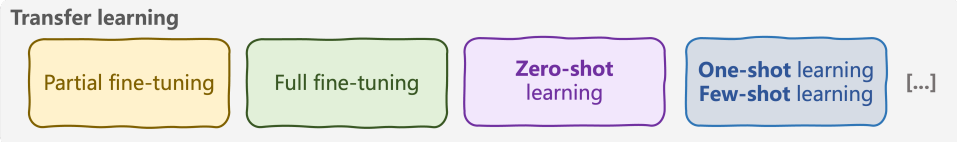 Transfer learning
Partial fine-tuning
Full fine-tuning
Zero-shot
learning
One-shot learning
Few-shot learning
[...]